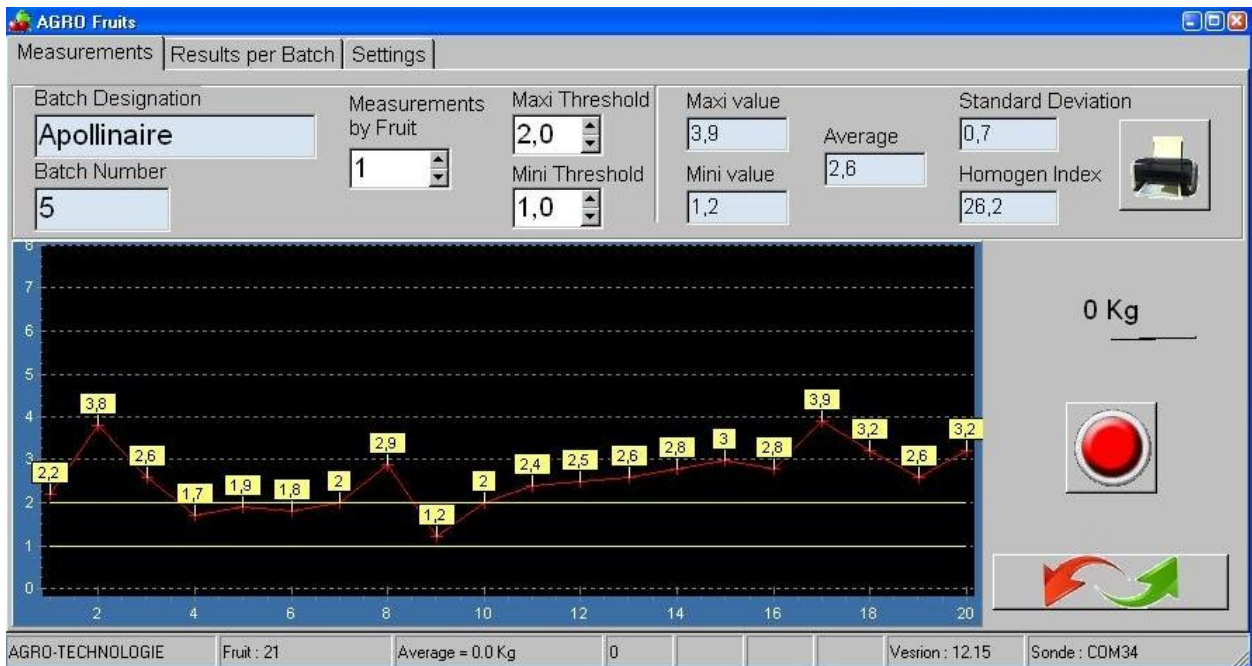 AGRO Fruits
Measurements
Results per Batch
Settings
Batch Designation
Apollinaire
Batch Number
5
Measurements
by Fruit
1
Maxi Threshold
2,0
Mini Threshold
1,0
Maxi value
3,9
Mini value
1,2
Average
2,6
Standard Deviation
0,7
Homogen Index
26,2
8
7
6
5
4
3
2
1
0
2,2
3,8
2,6
1,7
1,9
1,8
2
2,9
1,2
2
2,4
2,5
2,6
2,8
3
2,8
3,9
3,2
2,6
3,2
2 4 6 8 10 12 14 16 18 20
0 Kg
AGRO-TECHNOLOGIE
Fruit : 21
Average = 0.0 Kg
0
Vesrion : 12.15
Sonde : COM34